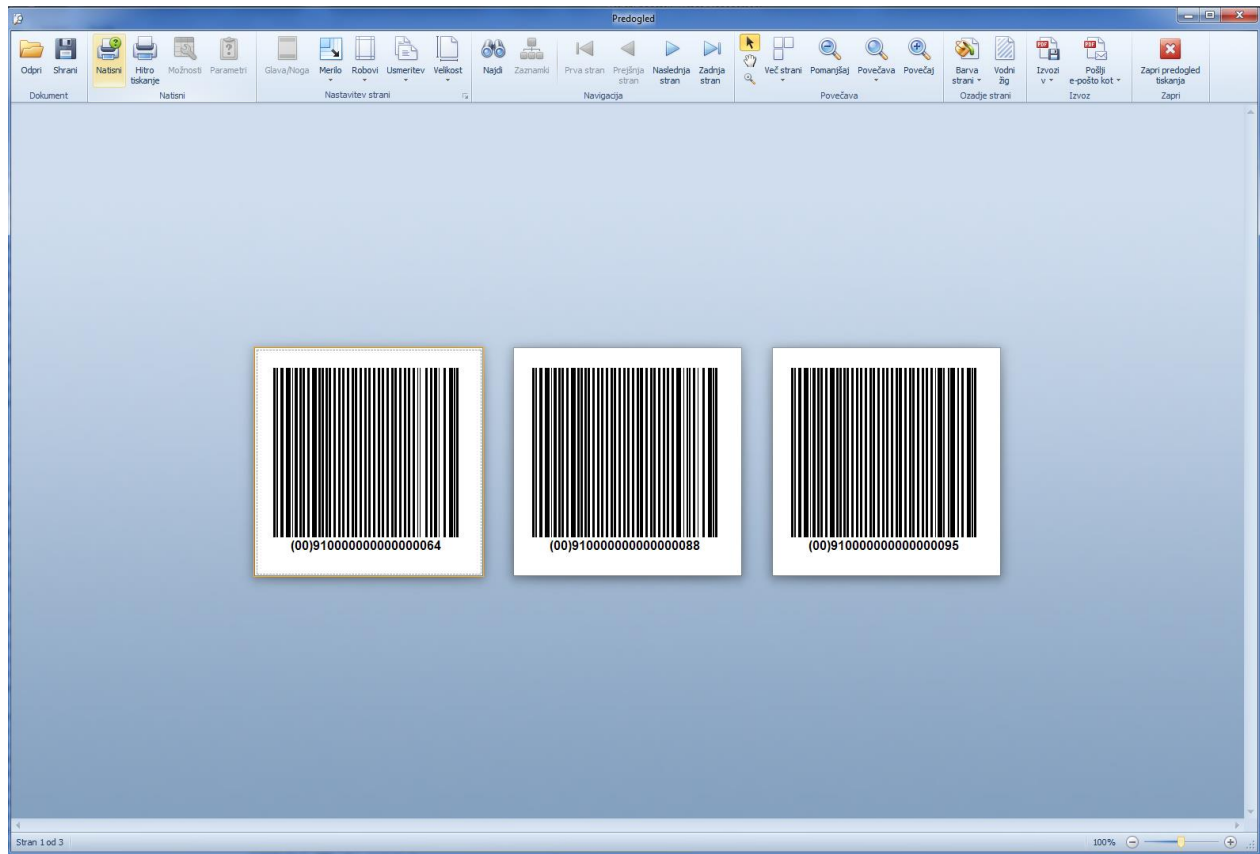 Predogled
Odpri Shrani Natisni Hitro tiskanje Možnosti Parametri Glava/Noga Merilo Robovi Usmeritev Velikost Najdi Zaznamki Prva stran Prejšnja stran Naslednja stran Zadnja stran Več strani Pomanjšaj Povečava Povečaj Barva strani Vodni žig Izvozi v Pošlji e-pošto kot Zapri predogled tiskanja
Dokument Natisni Nastavitev strani Navigacija Povečava Ozadje strani Izvoz Zapri
(00)910000000000000064 (00)910000000000000088 (00)910000000000000095
Stran 1 od 3 100%